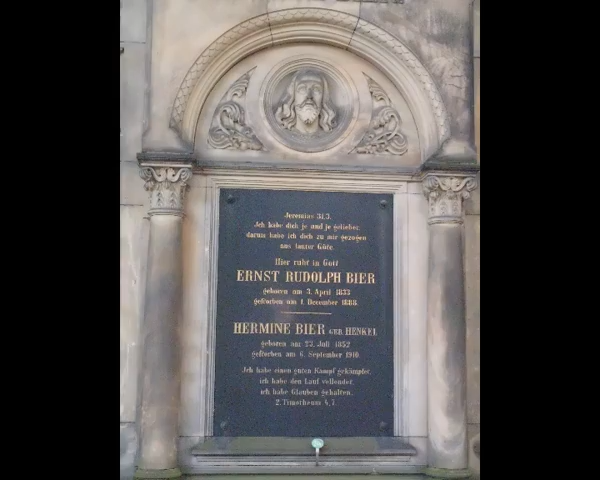 Jeremias 31,3.
Ich habe dich je und je geliebet,
darum habe ich dich zu mir gezogen
aus lauter Güte.
Hier ruht in Gott
ERNST RUDOLPH BIER
geboren am 3. April 1833
gestorben am 1. December 1888.
HERMINE BIER GEB. HENKEL
geboren am 22. Juli 1852
gestorben am 6. September 1910.
Ich habe einen guten Kampf gekämpfet,
ich habe den Lauf vollendet,
ich habe Glauben gehalten.
2. Timotheus 4,7.